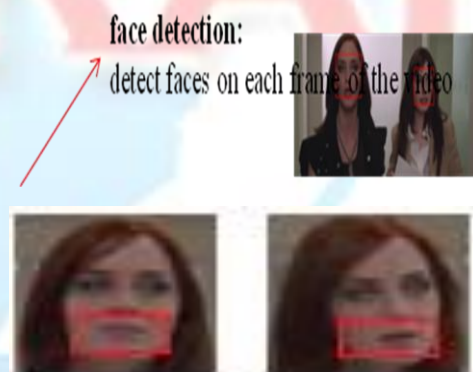 face detection:
detect faces on each frame of the video